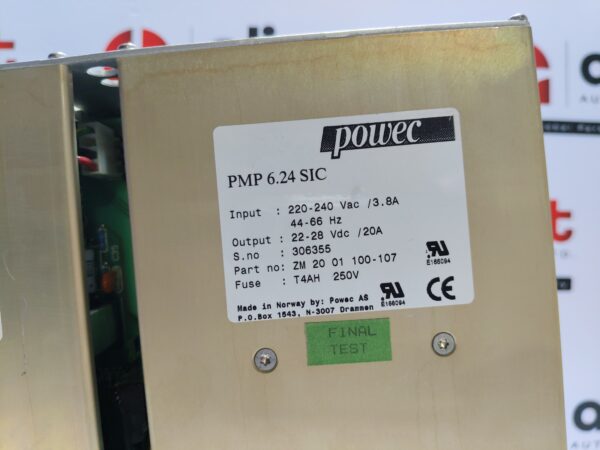 powec
PMP 6.24 SIC
Input : 220-240 Vac /3.8A
44-66 Hz
Output : 22-28 Vdc /20A
S.no : 306355
Part no: ZM 20 01 100-107
Fuse : T4AH 250V
E166094
Made in Norway by: Powec AS
P.O.Box 1543, N-3007 Drammen
E166094
FINAL
TEST